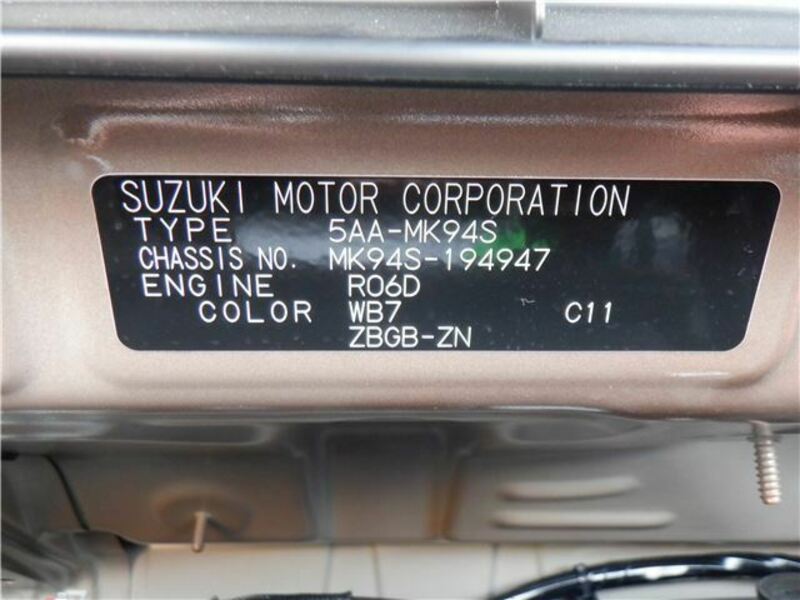 SUZUKI MOTOR CORPORATION
TYPE 5AA-MK94S
CHASSIS NO. MK94S-194947
ENGINE R06D
COLOR WB7 C11
ZBGB-ZN